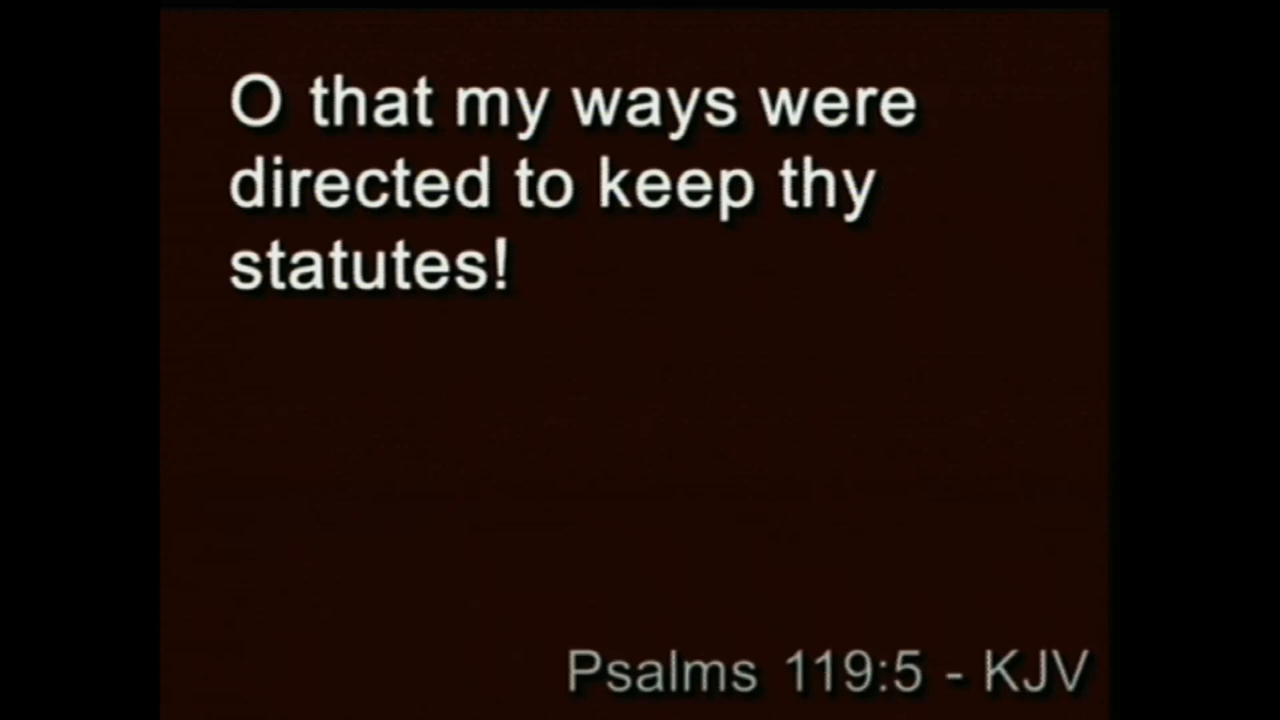 O that my ways were
directed to keep thy
statutes!
Psalms 119:5 - KJV